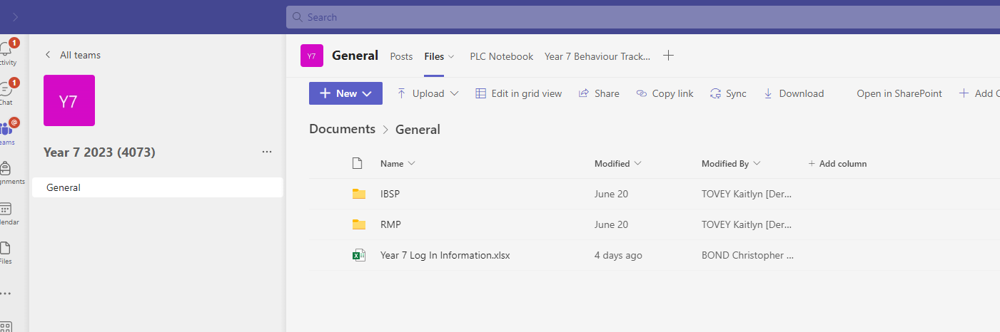 Search
1
ctivity
All teams
Y7
General
Posts
Files
PLC Notebook
Year 7 Behaviour Track...
1
Chat
Y7
New
Upload
Edit in grid view
Share
Copy link
Sync
Download
Open in SharePoint
Add C
@
eams
Documents
General
Year 7 2023 (4073)
...
gnments
Name
Modified
Modified By
Add column
General
IBSP
June 20
TOVEY Kaitlyn [Der...
endar
RMP
June 20
TOVEY Kaitlyn [Der...
Files
Year 7 Log In Information.xlsx
4 days ago
BOND Christopher ...
...